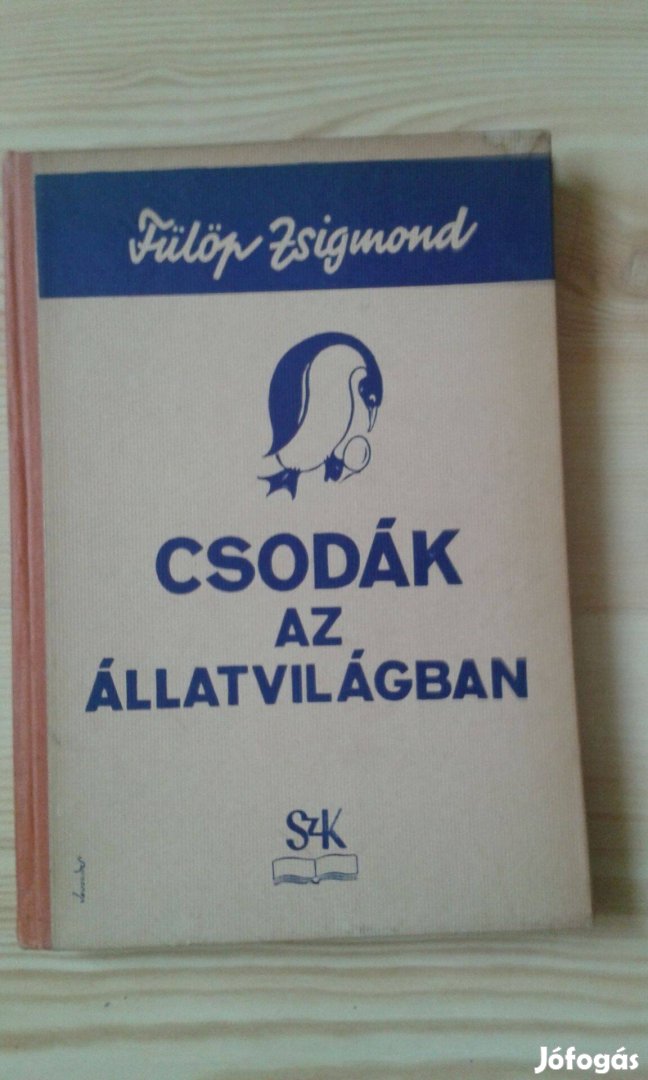 Fülöp Zsigmond
CSODÁK
AZ
ÁLLATVILÁGBAN
SzK
Jófogás